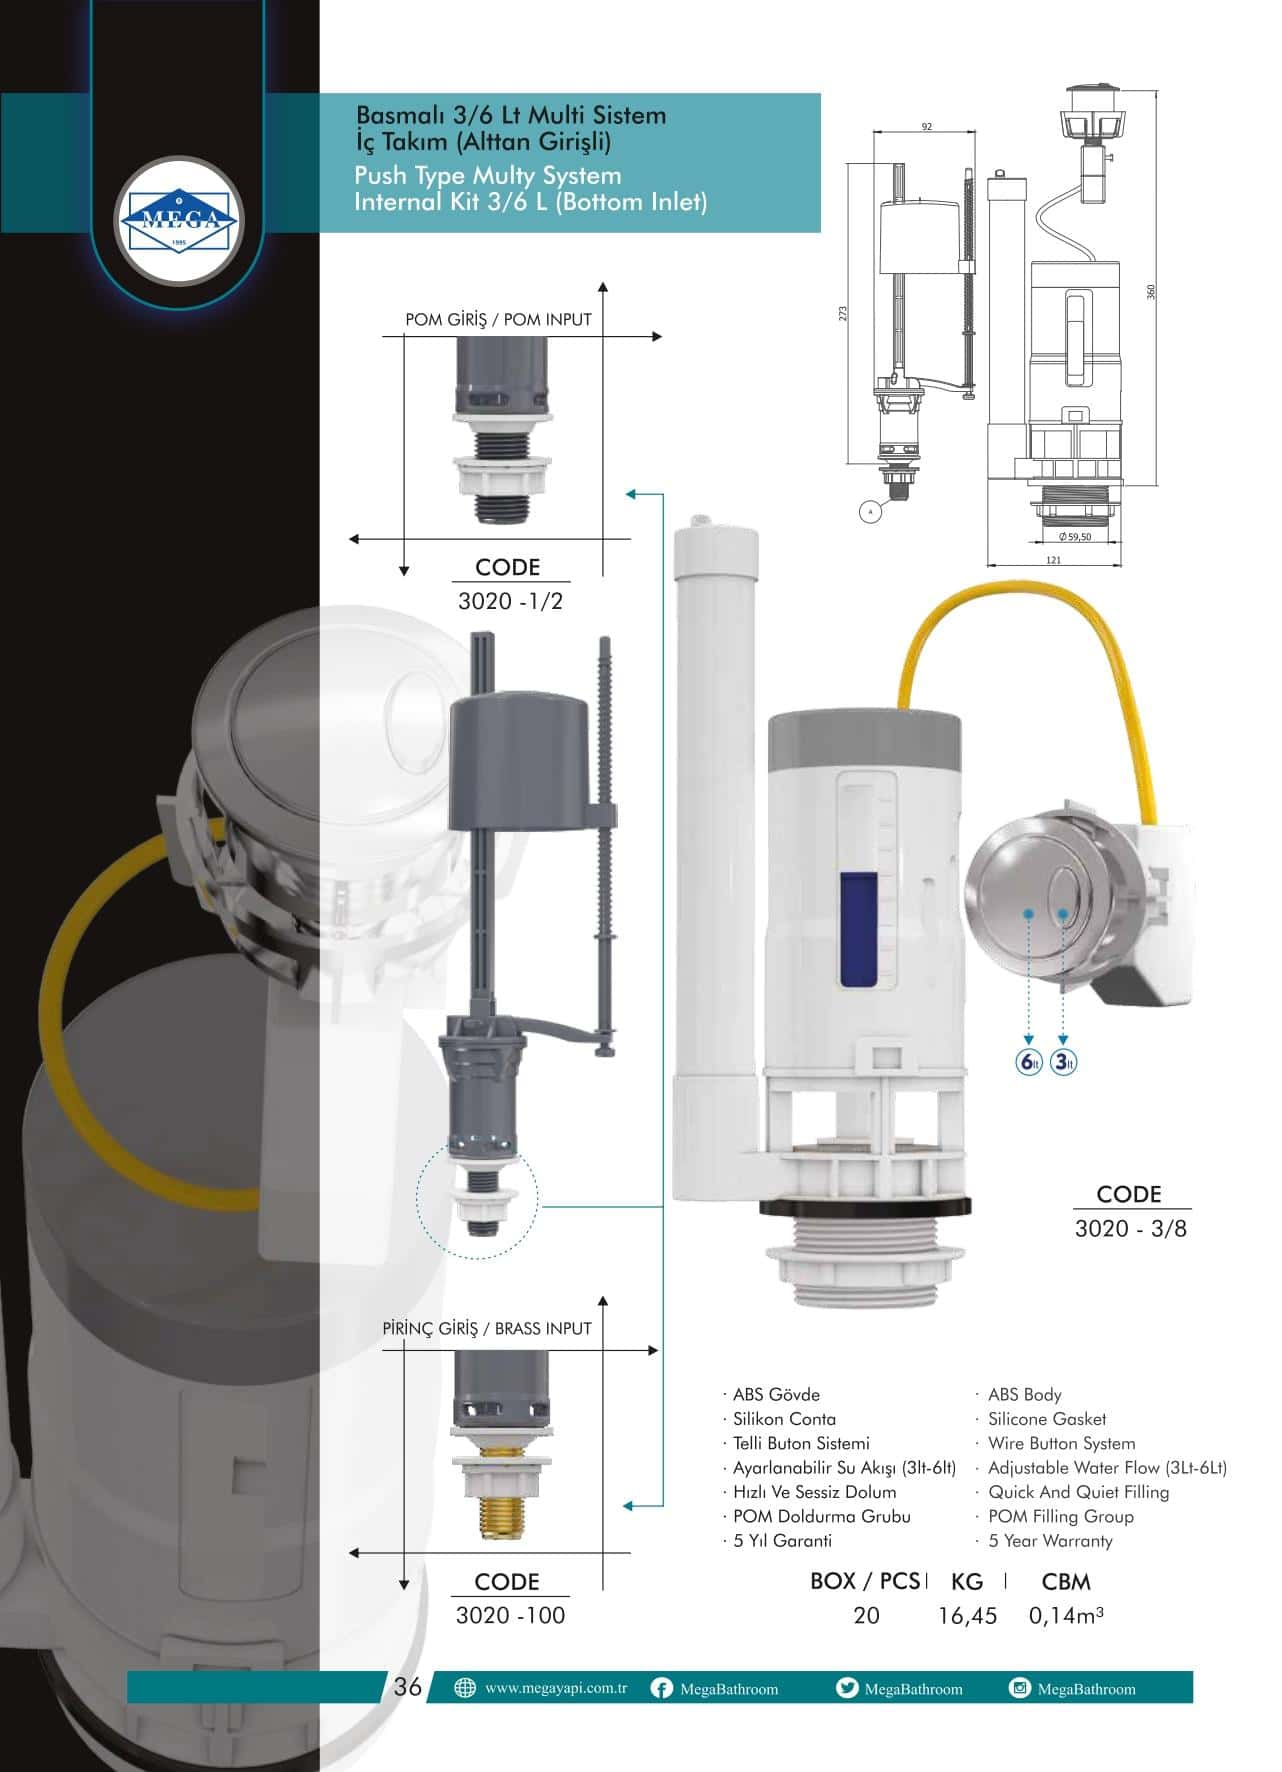 Basmalı 3/6 Lt Multi Sistem
İç Takım (Alttan Girişli)
Push Type Multy System
Internal Kit 3/6 L (Bottom Inlet)
MEGA
1995
92
273
360
A
Ø59,50
121
POM GİRİŞ / POM INPUT
CODE
3020 -1/2
6lt
3lt
CODE
3020 - 3/8
PİRİNÇ GİRİŞ / BRASS INPUT
CODE
3020 -100
· ABS Gövde
· Silikon Conta
· Telli Buton Sistemi
· Ayarlanabilir Su Akışı (3lt-6lt)
· Hızlı Ve Sessiz Dolum
· POM Doldurma Grubu
· 5 Yıl Garanti
· ABS Body
· Silicone Gasket
· Wire Button System
· Adjustable Water Flow (3Lt-6Lt)
· Quick And Quiet Filling
· POM Filling Group
· 5 Year Warranty
BOX / PCS | KG | CBM
20 16,45 0,14m³
36 www.megayapi.com.tr MegaBathroom MegaBathroom MegaBathroom